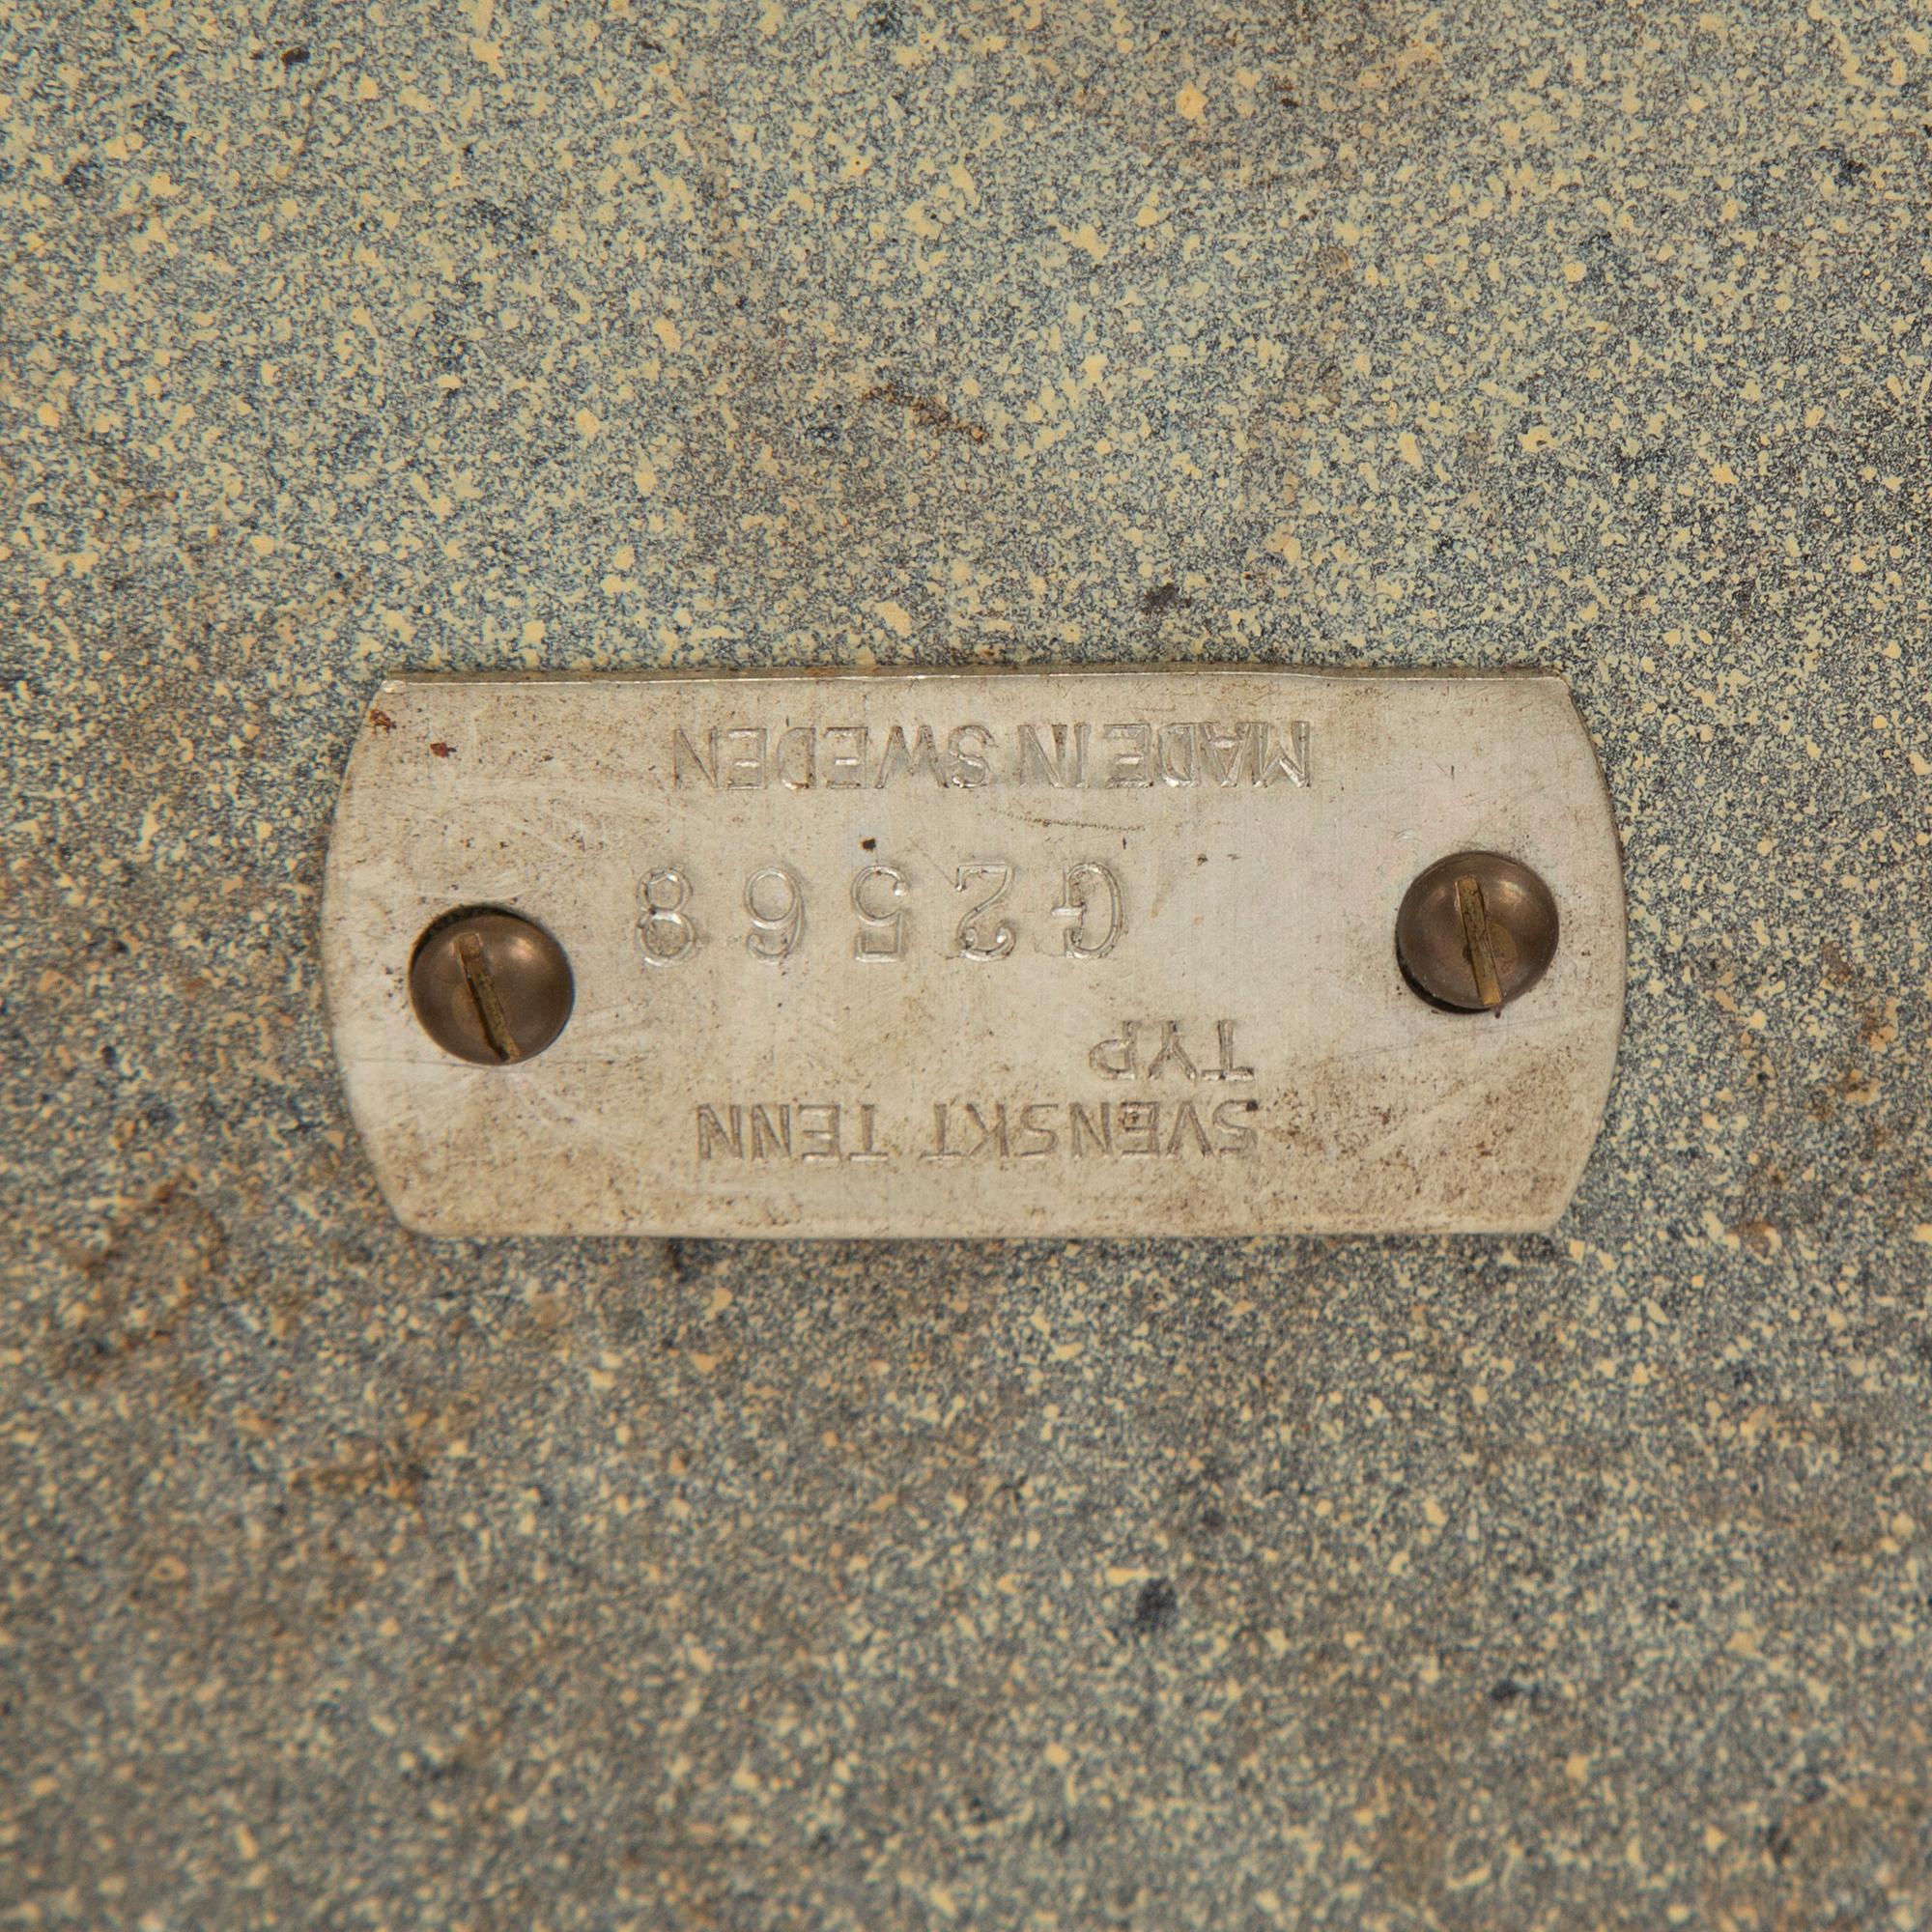 SVENSKT TENN
TYP
G2568
MADE IN SWEDEN